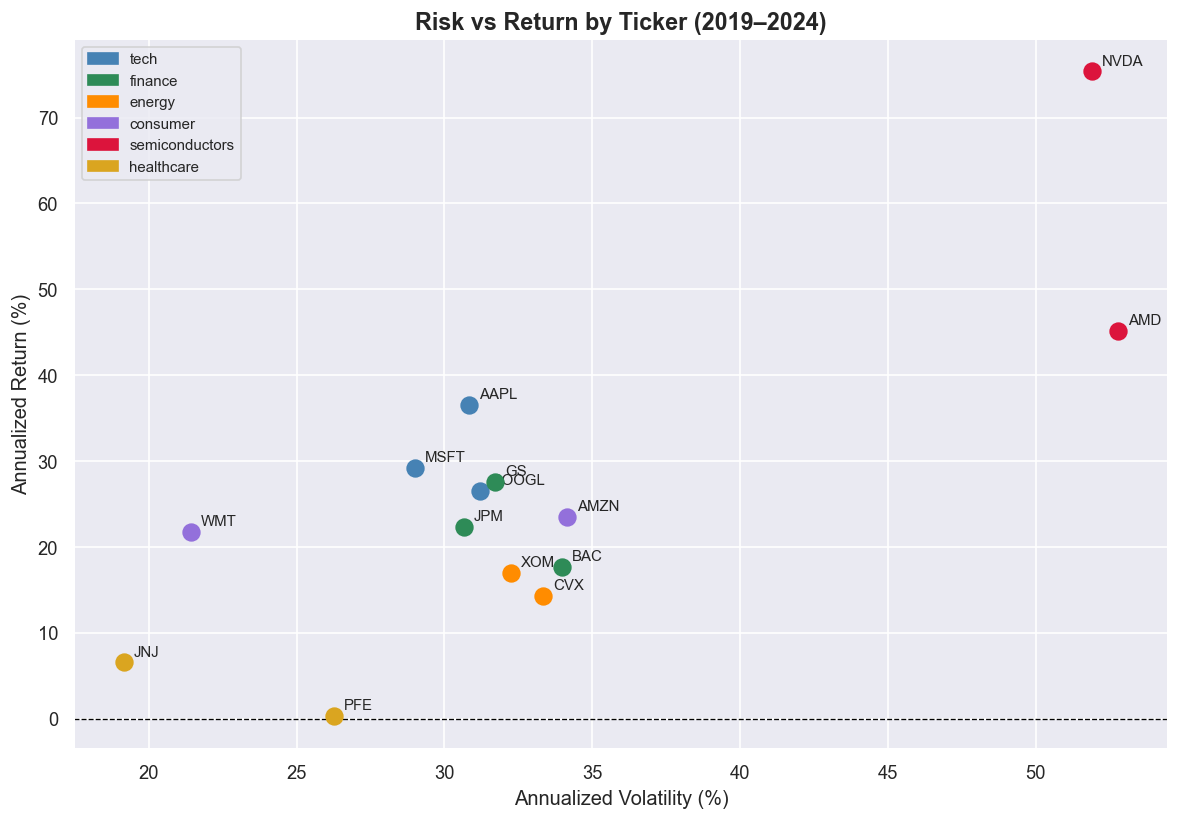 Risk vs Return by Ticker (2019–2024)
tech
finance
energy
consumer
semiconductors
healthcare
NVDA
AMD
AAPL
MSFT
GS
OOGL
AMZN
JPM
WMT
XOM
BAC
CVX
JNJ
PFE
70
60
50
40
30
20
10
0
Annualized Return (%)
20 25 30 35 40 45 50
Annualized Volatility (%)